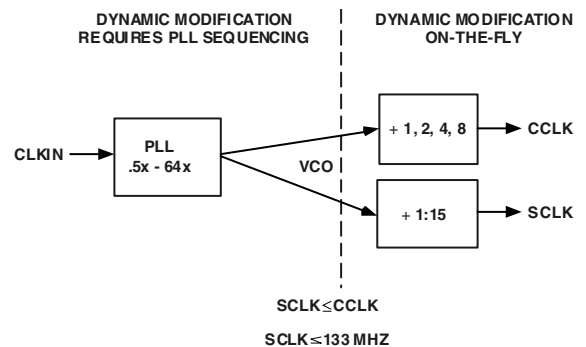 DYNAMIC MODIFICATION
REQUIRES PLL SEQUENCING
DYNAMIC MODIFICATION
ON-THE-FLY
CLKIN
PLL
.5x - 64x
VCO
+ 1, 2, 4, 8
CCLK
+ 1:15
SCLK
SCLK≤CCLK
SCLK≤133 MHZ